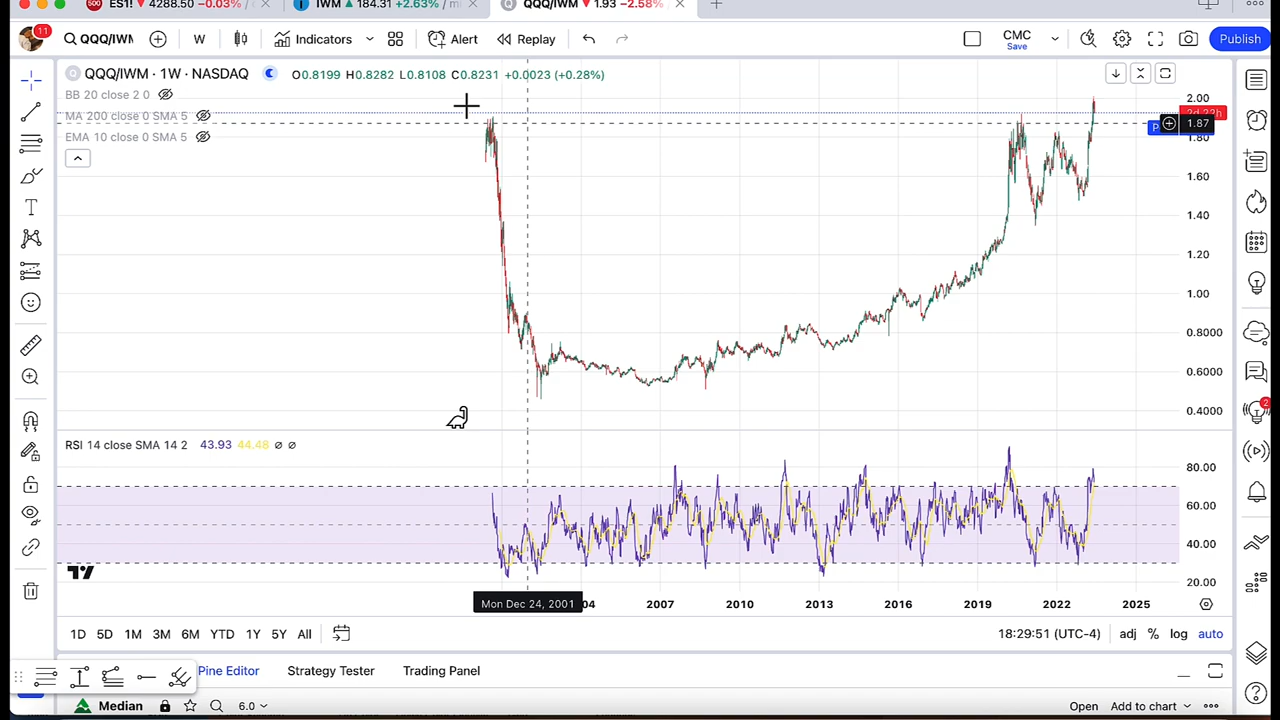 500 ES1! ▼ 4288.50 −0.03% /
IWM ▲ 184.31 +2.63% / m
Q QQQ/IWM ▼ 1.93 −2.58%
11
QQQ/IWM
W
Indicators
Alert
Replay
CMC
Save
Publish
Q QQQ/IWM · 1W · NASDAQ
O0.8199 H0.8282 L0.8108 C0.8231 +0.0023 (+0.28%)
BB 20 close 2 0
MA 200 close 0 SMA 5
EMA 10 close 0 SMA 5
2.00
1.87
1.80
1.60
1.40
1.20
1.00
0.8000
0.6000
0.4000
2
RSI 14 close SMA 14 2 43.93 44.48 ∅ ∅
80.00
60.00
40.00
20.00
Mon Dec 24, 2001 04 2007 2010 2013 2016 2019 2022 2025
1D 5D 1M 3M 6M YTD 1Y 5Y All
18:29:51 (UTC-4) adj % log auto
Pine Editor Strategy Tester Trading Panel
Median 6.0
Open Add to chart